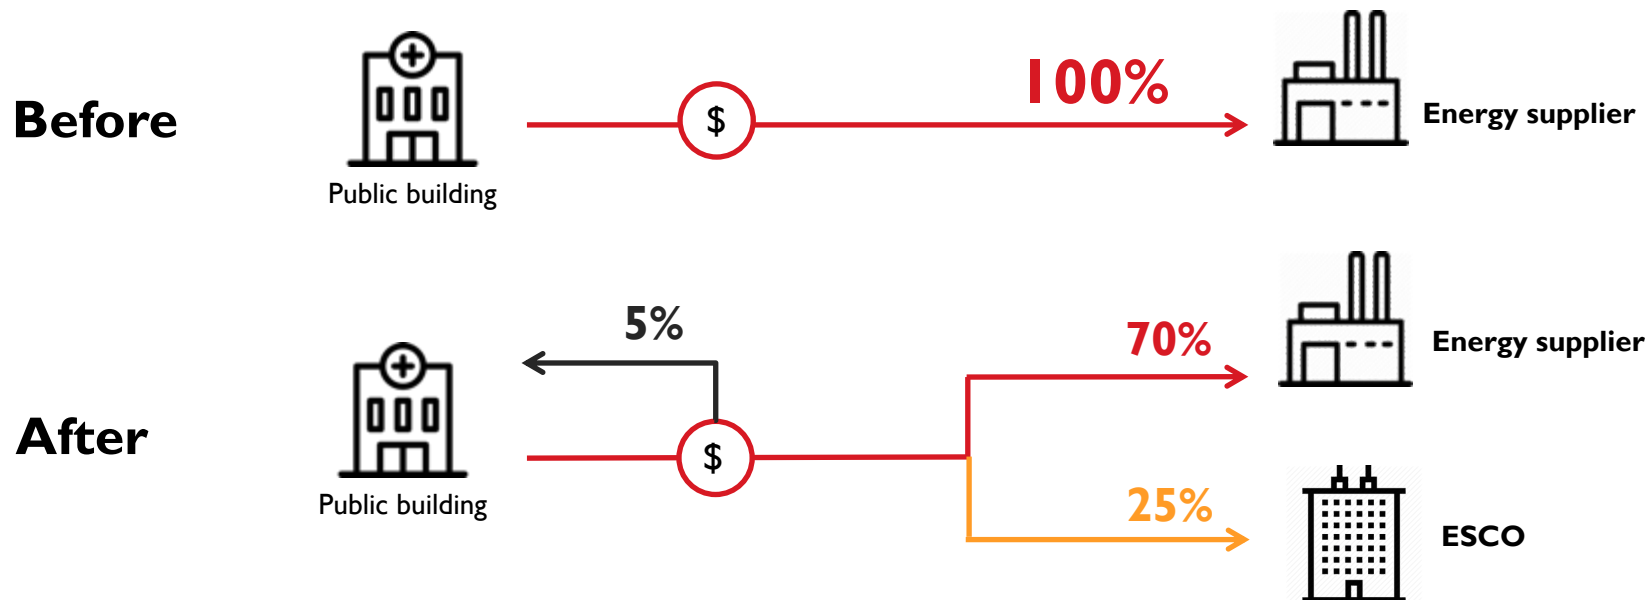 Before
Public building
$
100%
Energy supplier
After
Public building
5%
$
70%
Energy supplier
25%
ESCO